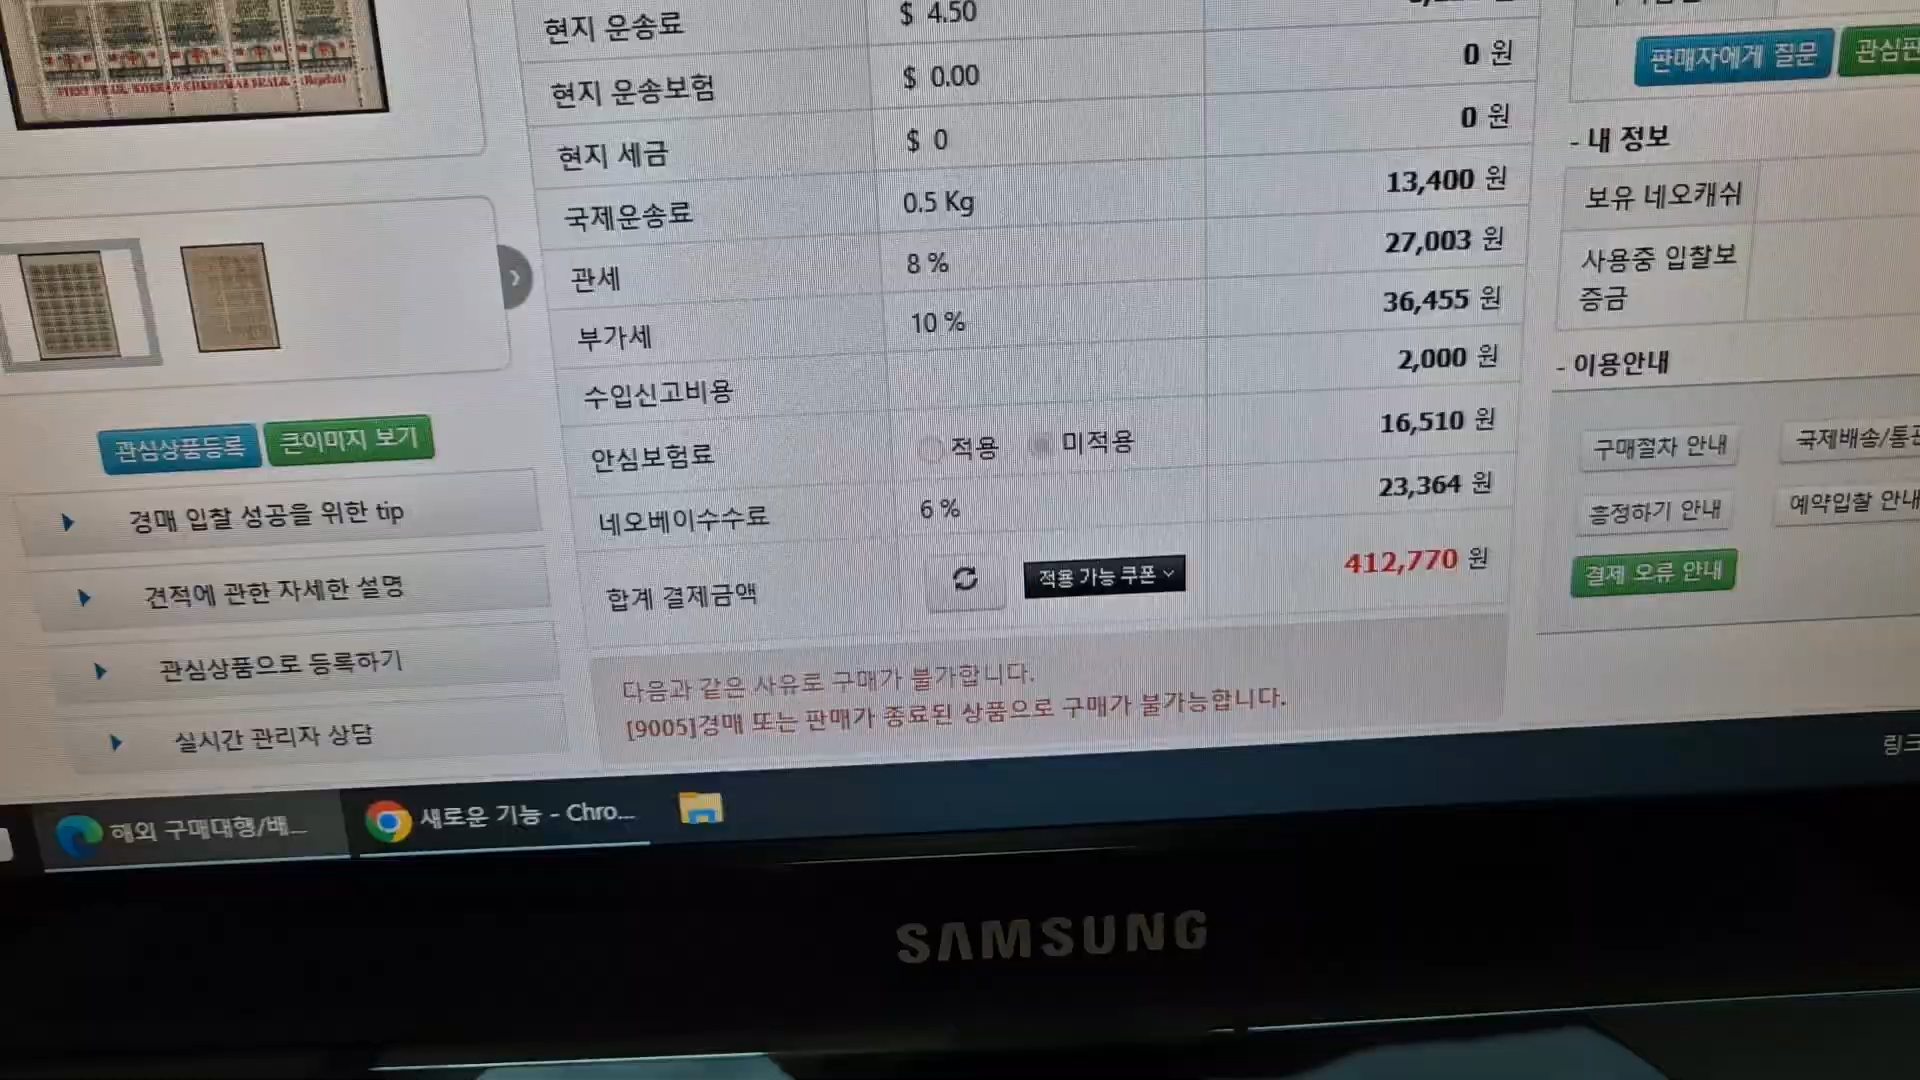 현지 운송료 $ 4.50
현지 운송보험 $ 0.00 0 원
현지 세금 $ 0 0 원
국제운송료 0.5 Kg 13,400 원
관세 8 % 27,003 원
부가세 10 % 36,455 원
수입신고비용 2,000 원
안심보험료 적용 미적용 16,510 원
네오베이수수료 6 % 23,364 원
합계 결제금액 적용 가능 쿠폰 412,770 원
다음과 같은 사유로 구매가 불가합니다.
[9005]경매 또는 판매가 종료된 상품으로 구매가 불가능합니다.
관심상품등록 큰이미지 보기
경매 입찰 성공을 위한 tip
견적에 관한 자세한 설명
관심상품으로 등록하기
실시간 관리자 상담
판매자에게 질문
- 내 정보
보유 네오캐쉬
사용중 입찰보
증금
- 이용안내
구매절차 안내 국제배송/통관
흥정하기 안내 예약입찰 안내
결제 오류 안내
해외 구매대행/배...
새로운 기능 - Chro...
SAMSUNG